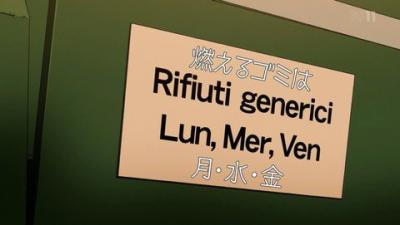 燃えるゴミは
Rifiuti generici
Lun, Mer, Ven
月・水・金